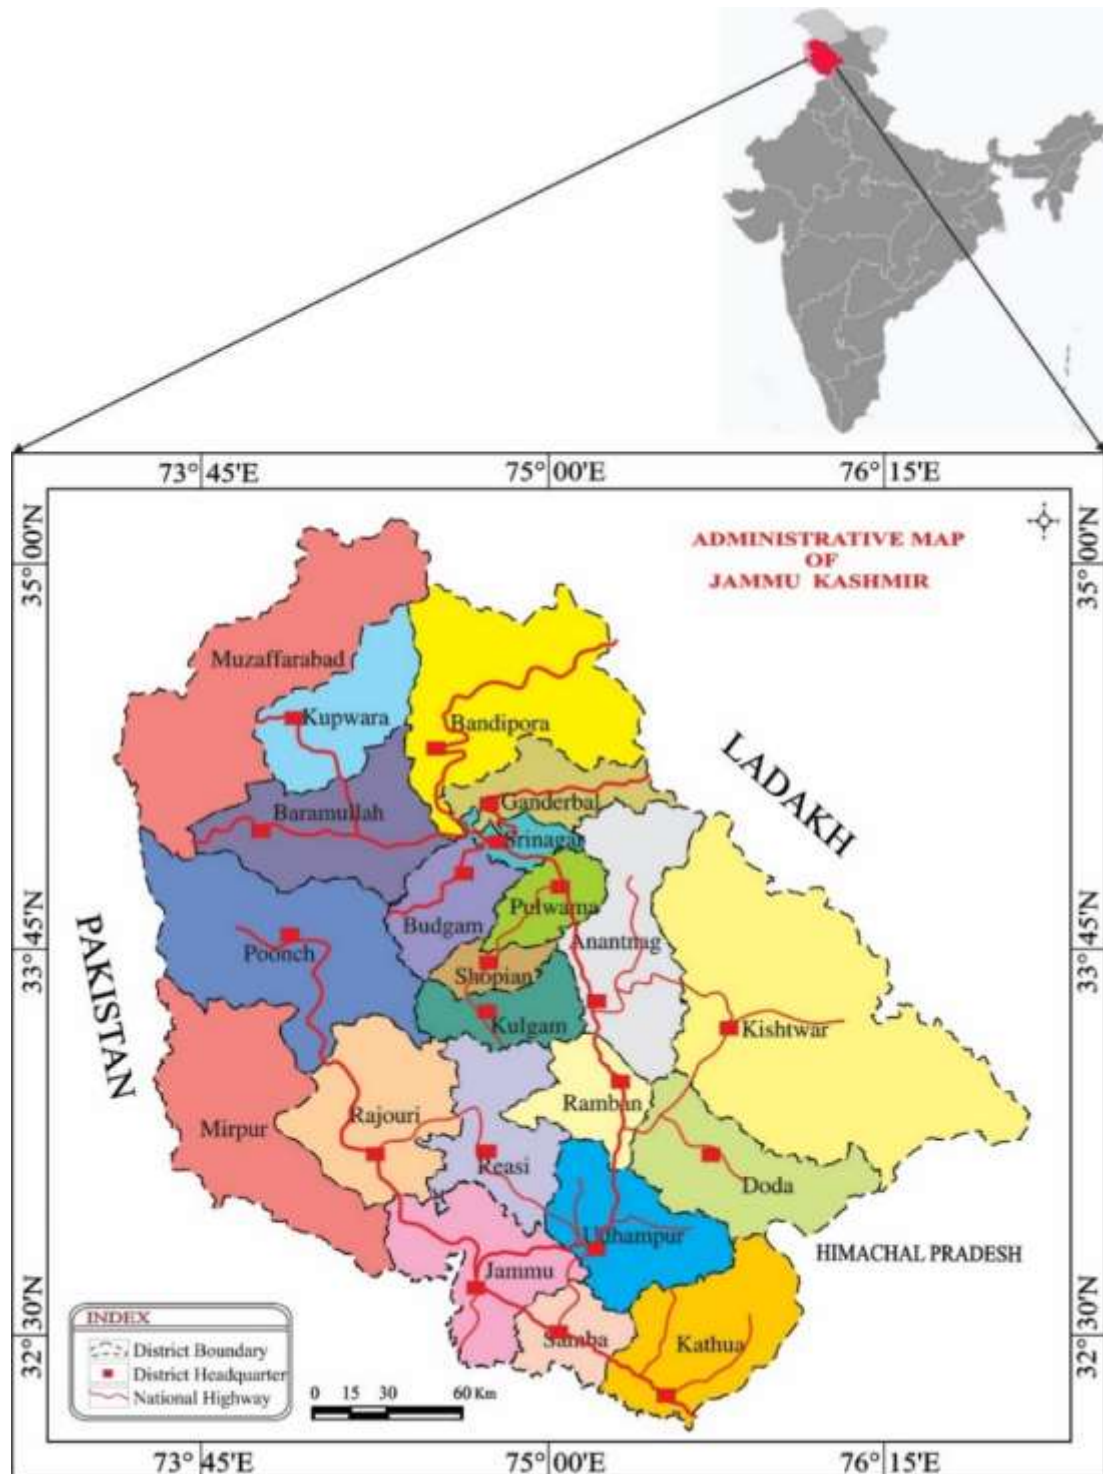 73°45'E 75°00'E 76°15'E
35°00'N
35°00'N
ADMINISTRATIVE MAP
OF
JAMMU KASHMIR
Muzaffarabad
Kupwara
Bandipora
LADAKH
Ganderbal
Baramullah
Srinagar
Pulwama
Budgam
33°45'N
33°45'N
PAKISTAN
Poonch
Anantnag
Shopian
Kulgam
Kishtwar
Ramban
Rajouri
Mirpur
Reasi
Doda
Udhampur
HIMACHAL PRADESH
Jammu
32°30'N
32°30'N
Samba
Kathua
INDEX
District Boundary
District Headquarter
National Highway
0 15 30 60 Km
73°45'E 75°00'E 76°15'E